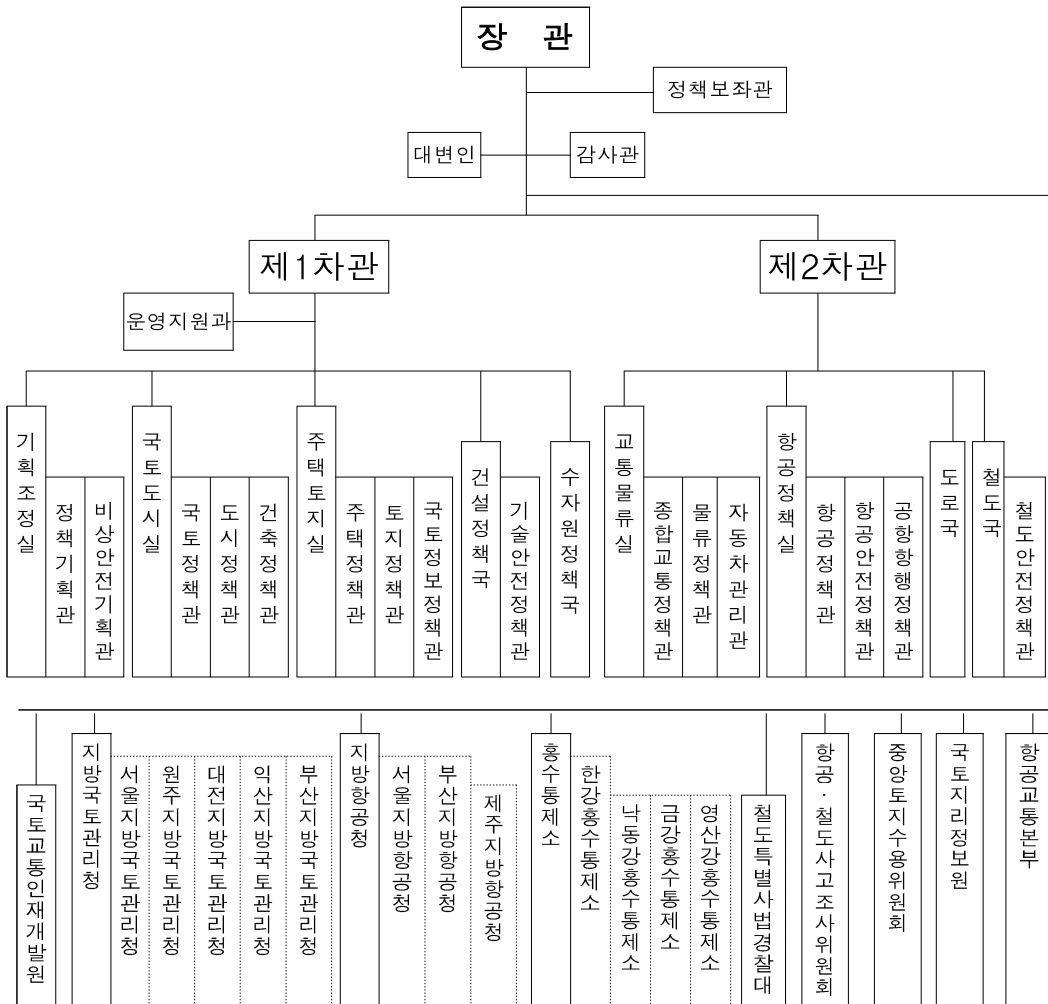 장 관
정책보좌관
대변인
감사관
제1차관
제2차관
운영지원과
기획조정실
정책기획관
비상안전기획관
국토도시실
국토정책관
도시정책관
건축정책관
주택토지실
주택정책관
토지정책관
국토정보정책관
건설정책국
기술안전정책관
수자원정책국
교통물류실
종합교통정책관
물류정책관
자동차관리관
항공정책실
항공정책관
항공안전정책관
공항항행정책관
도로국
철도국
철도안전정책관
국토교통인재개발원
지방국토관리청
서울지방국토관리청
원주지방국토관리청
대전지방국토관리청
익산지방국토관리청
부산지방국토관리청
지방항공청
서울지방항공청
부산지방항공청
제주지방항공청
홍수통제소
한강홍수통제소
낙동강홍수통제소
금강홍수통제소
영산강홍수통제소
철도특별사법경찰대
항공·철도사고조사위원회
중앙토지수용위원회
국토지리정보원
항공교통본부